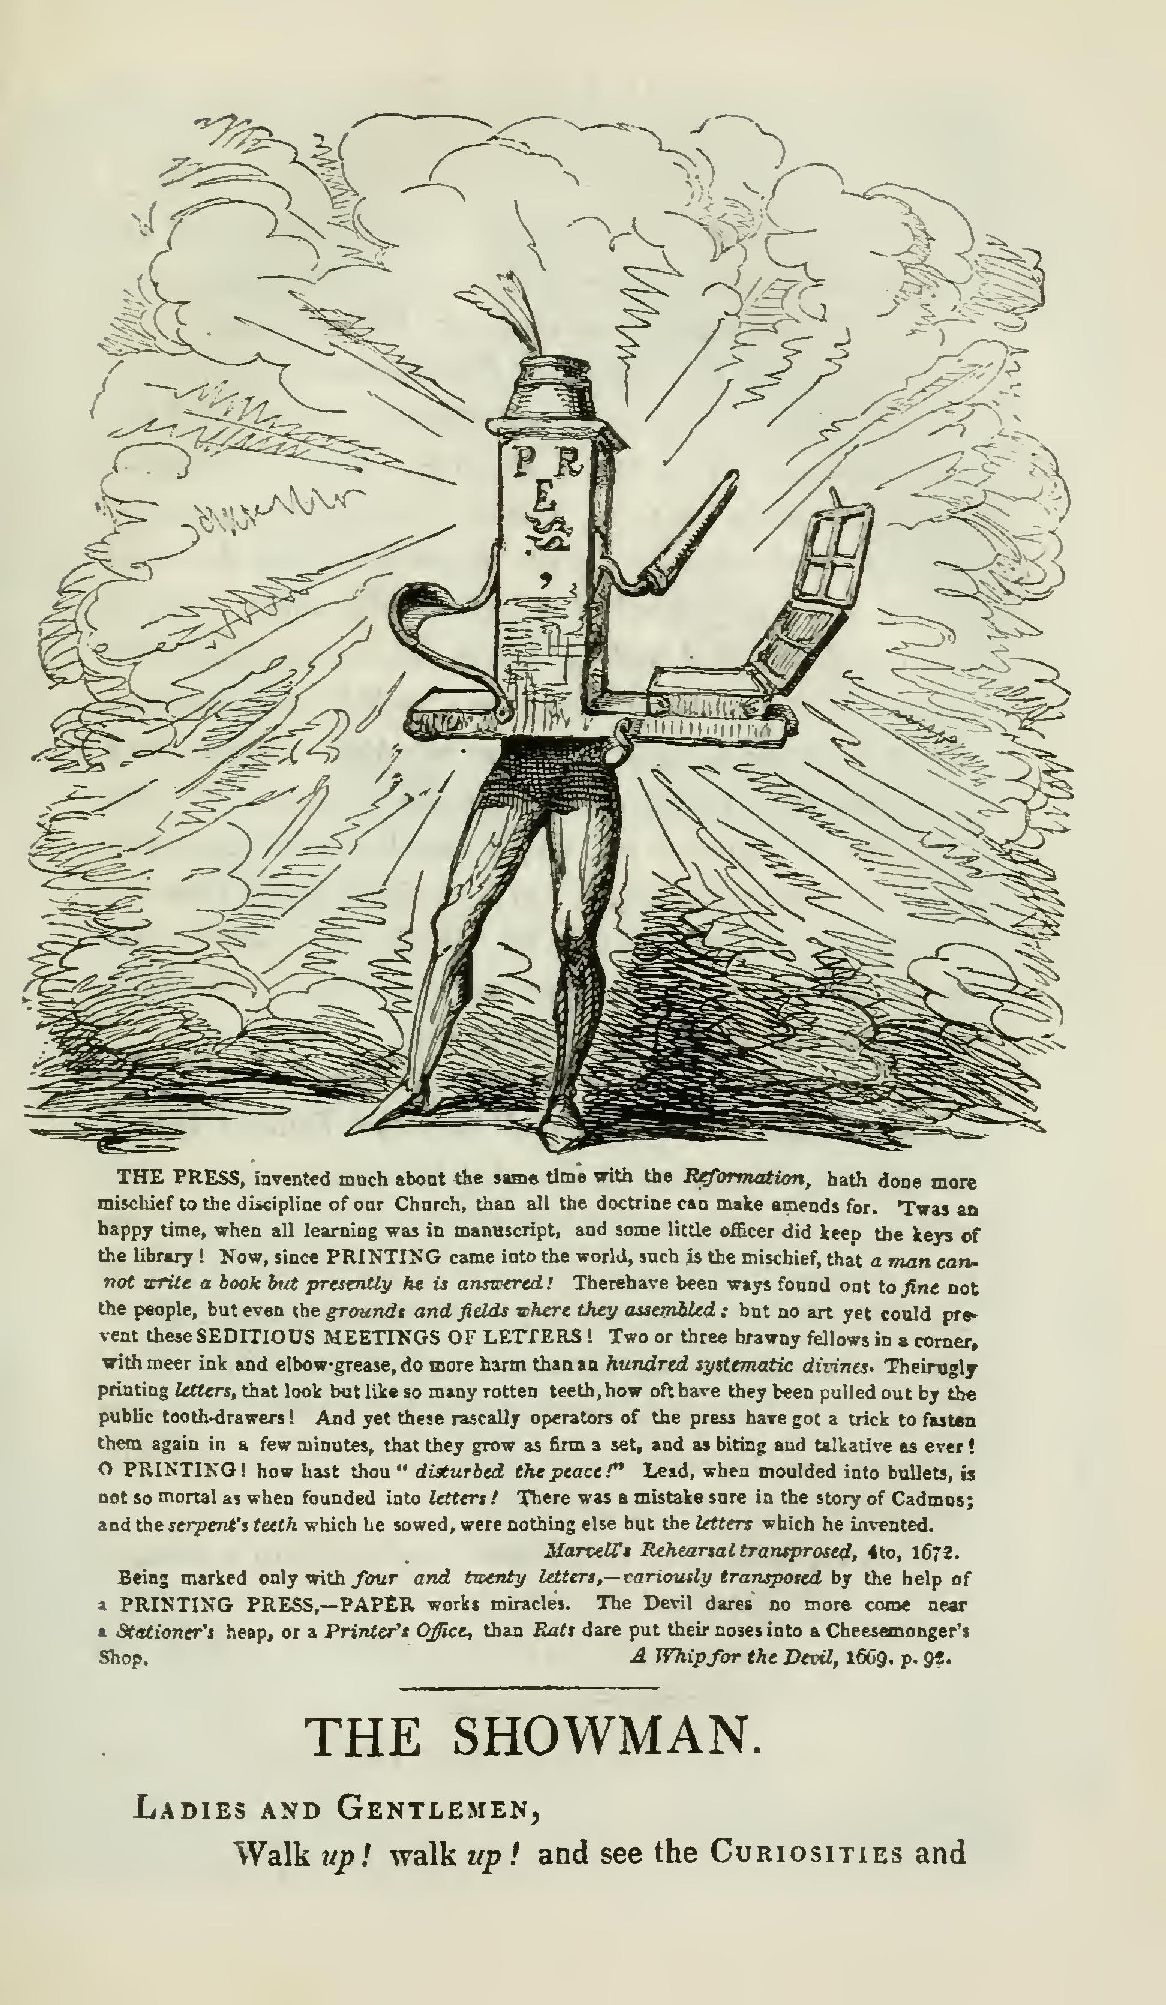 P R
E
SS
,
THE PRESS, invented much about the same time with the Reformation, hath done more
mischief to the discipline of our Church, than all the doctrine can make amends for. 'Twas an
happy time, when all learning was in manuscript, and some little officer did keep the keys of
the library! Now, since PRINTING came into the world, such is the mischief, that a man can-
not write a book but presently he is answered! There have been ways found out to fine not
the people, but even the grounds and fields where they assembled: but no art yet could pre-
vent these SEDITIOUS MEETINGS OF LETTERS! Two or three brawny fellows in a corner,
with meer ink and elbow-grease, do more harm than an hundred systematic divines. Their ugly
printing letters, that look but like so many rotten teeth, how oft have they been pulled out by the
public tooth-drawers! And yet these rascally operators of the press have got a trick to fasten
them again in a few minutes, that they grow as firm a set, and as biting and talkative as ever!
O PRINTING! how hast thou "disturbed the peace!" Lead, when moulded into bullets, is
not so mortal as when founded into letters! There was a mistake sure in the story of Cadmus;
and the serpent's teeth which he sowed, were nothing else but the letters which he invented.
Marvell's Rehearsal transprosed, 4to, 1672.
Being marked only with four and twenty letters,—variously transposed by the help of
a PRINTING PRESS,—PAPER works miracles. The Devil dares no more come near
a Stationer's heap, or a Printer's Office, than Rats dare put their noses into a Cheesemonger's
Shop. A Whip for the Devil, 1669. p. 92.
THE SHOWMAN.
LADIES AND GENTLEMEN,
Walk up! walk up! and see the CURIOSITIES and